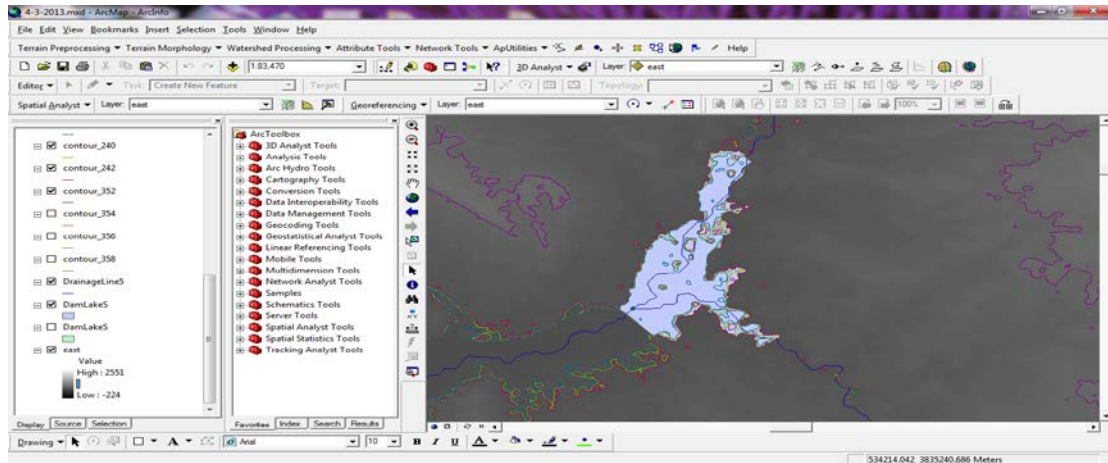 4-3-2013.mxd - ArcMap - ArcInfo
File Edit View Bookmarks Insert Selection Tools Window Help
Terrain Preprocessing Terrain Morphology Watershed Processing Attribute Tools Network Tools ApUtilities Help
1:83,470 3D Analyst Layer: east
Editor Task: Create New Feature Target: Topology:
Spatial Analyst Layer: east Georeferencing Layer: east 100%
contour_240
contour_242
contour_352
contour_354
contour_356
contour_358
DrainageLine5
DamLake5
DamLake5
east
Value
High : 2551
Low : -224
Display Source Selection
ArcToolbox
3D Analyst Tools
Analysis Tools
Arc Hydro Tools
Cartography Tools
Conversion Tools
Data Interoperability Tools
Data Management Tools
Geocoding Tools
Geostatistical Analyst Tools
Linear Referencing Tools
Mobile Tools
Multidimension Tools
Network Analyst Tools
Samples
Schematics Tools
Server Tools
Spatial Analyst Tools
Spatial Statistics Tools
Tracking Analyst Tools
Favorites Index Search Results
Drawing A Arial 10 B I U A
534214.042 3835240.686 Meters